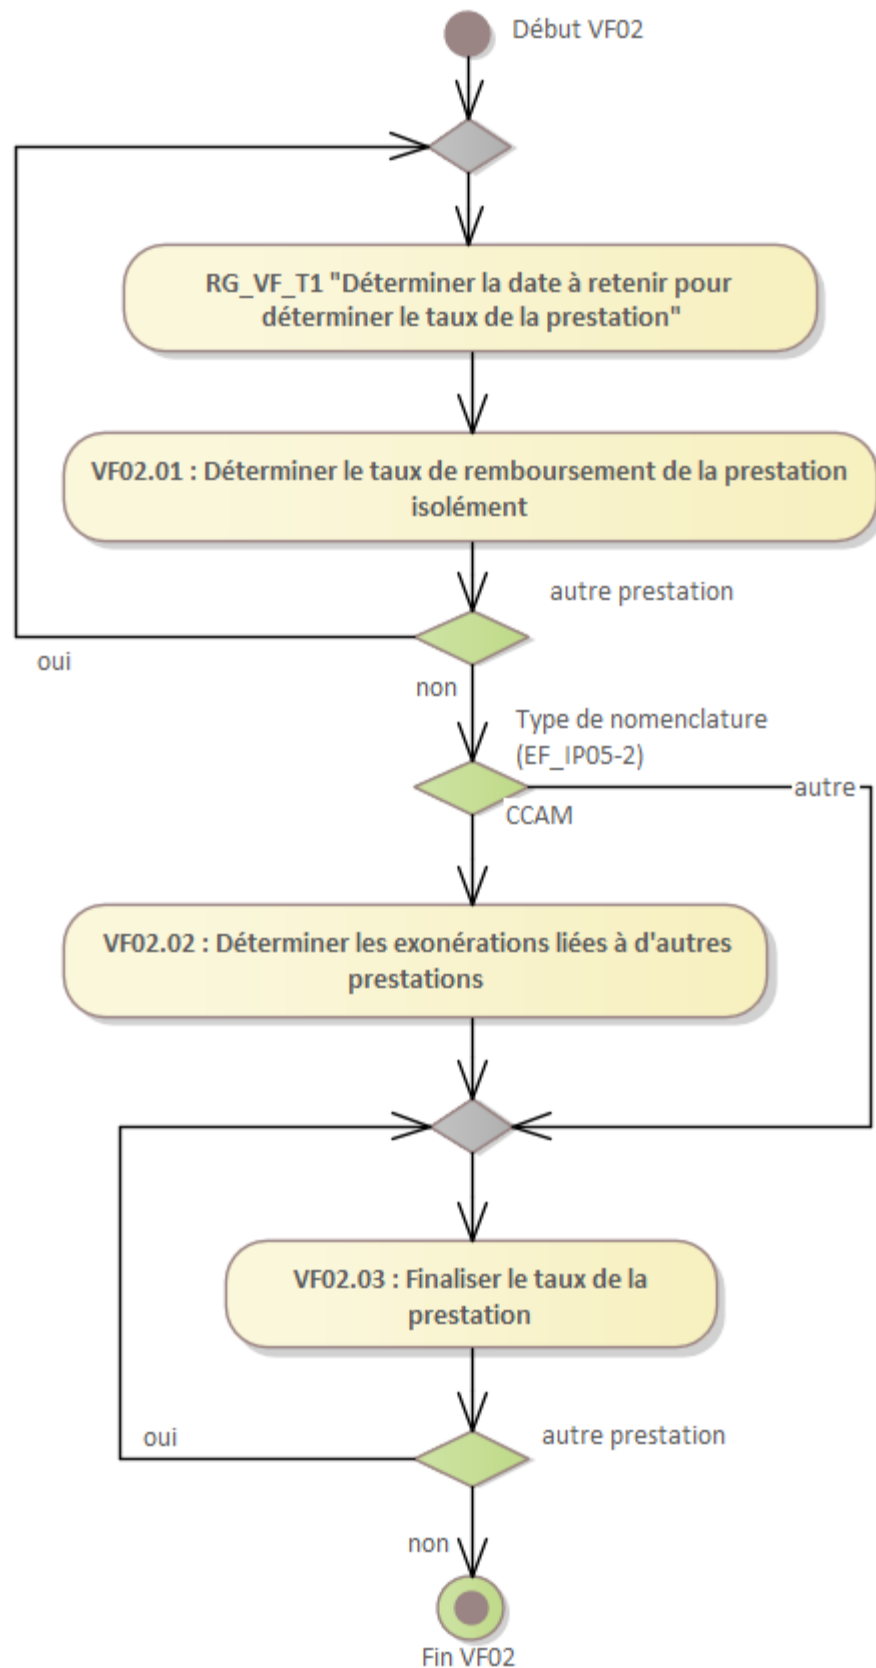 Début VF02
RG_VF_T1 "Déterminer la date à retenir pour
déterminer le taux de la prestation"
VF02.01 : Déterminer le taux de remboursement de la prestation
isolément
autre prestation
oui
non
Type de nomenclature
(EF_IP05-2)
autre
CCAM
VF02.02 : Déterminer les exonérations liées à d'autres
prestations
VF02.03 : Finaliser le taux de la
prestation
autre prestation
oui
non
Fin VF02